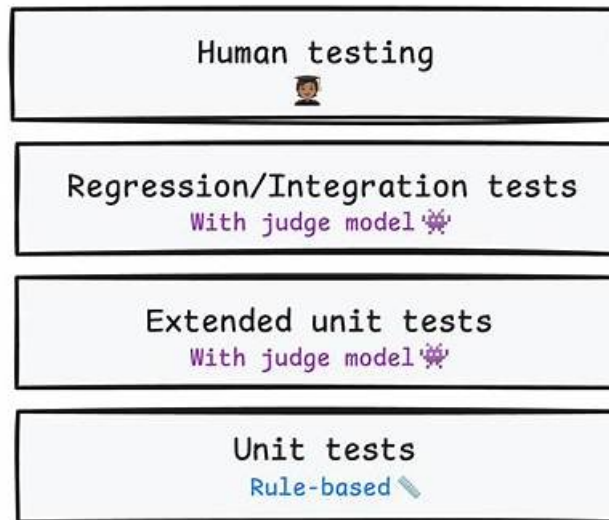 Human testing
Regression/Integration tests
With judge model
Extended unit tests
With judge model
Unit tests
Rule-based